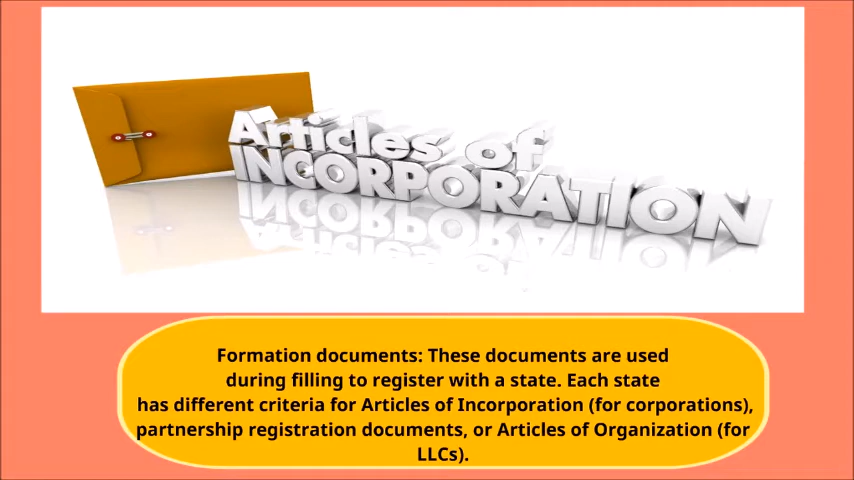 Articles of
INCORPORATION
Formation documents: These documents are used
during filling to register with a state. Each state
has different criteria for Articles of Incorporation (for corporations),
partnership registration documents, or Articles of Organization (for
LLCs).